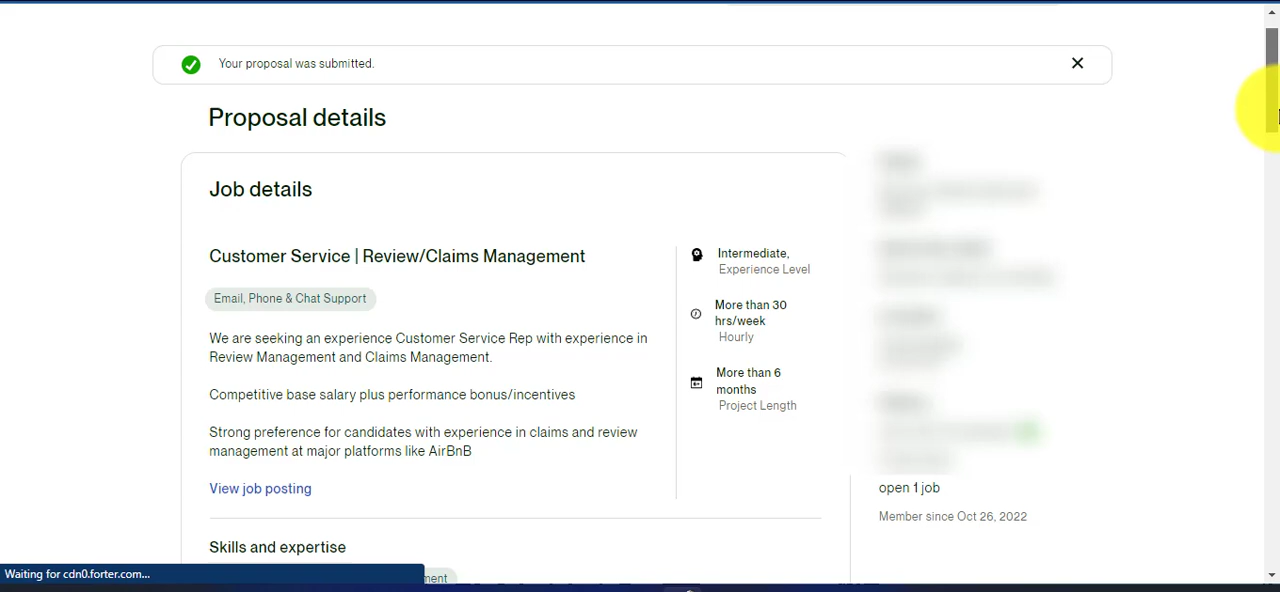 Your proposal was submitted.
Proposal details
Job details
Customer Service | Review/Claims Management
Email, Phone & Chat Support
We are seeking an experience Customer Service Rep with experience in
Review Management and Claims Management.
Competitive base salary plus performance bonus/incentives
Strong preference for candidates with experience in claims and review
management at major platforms like AirBnB
View job posting
Skills and expertise
ment
Intermediate,
Experience Level
More than 30
hrs/week
Hourly
More than 6
months
Project Length
open 1 job
Member since Oct 26, 2022
Waiting for cdn0.forter.com...